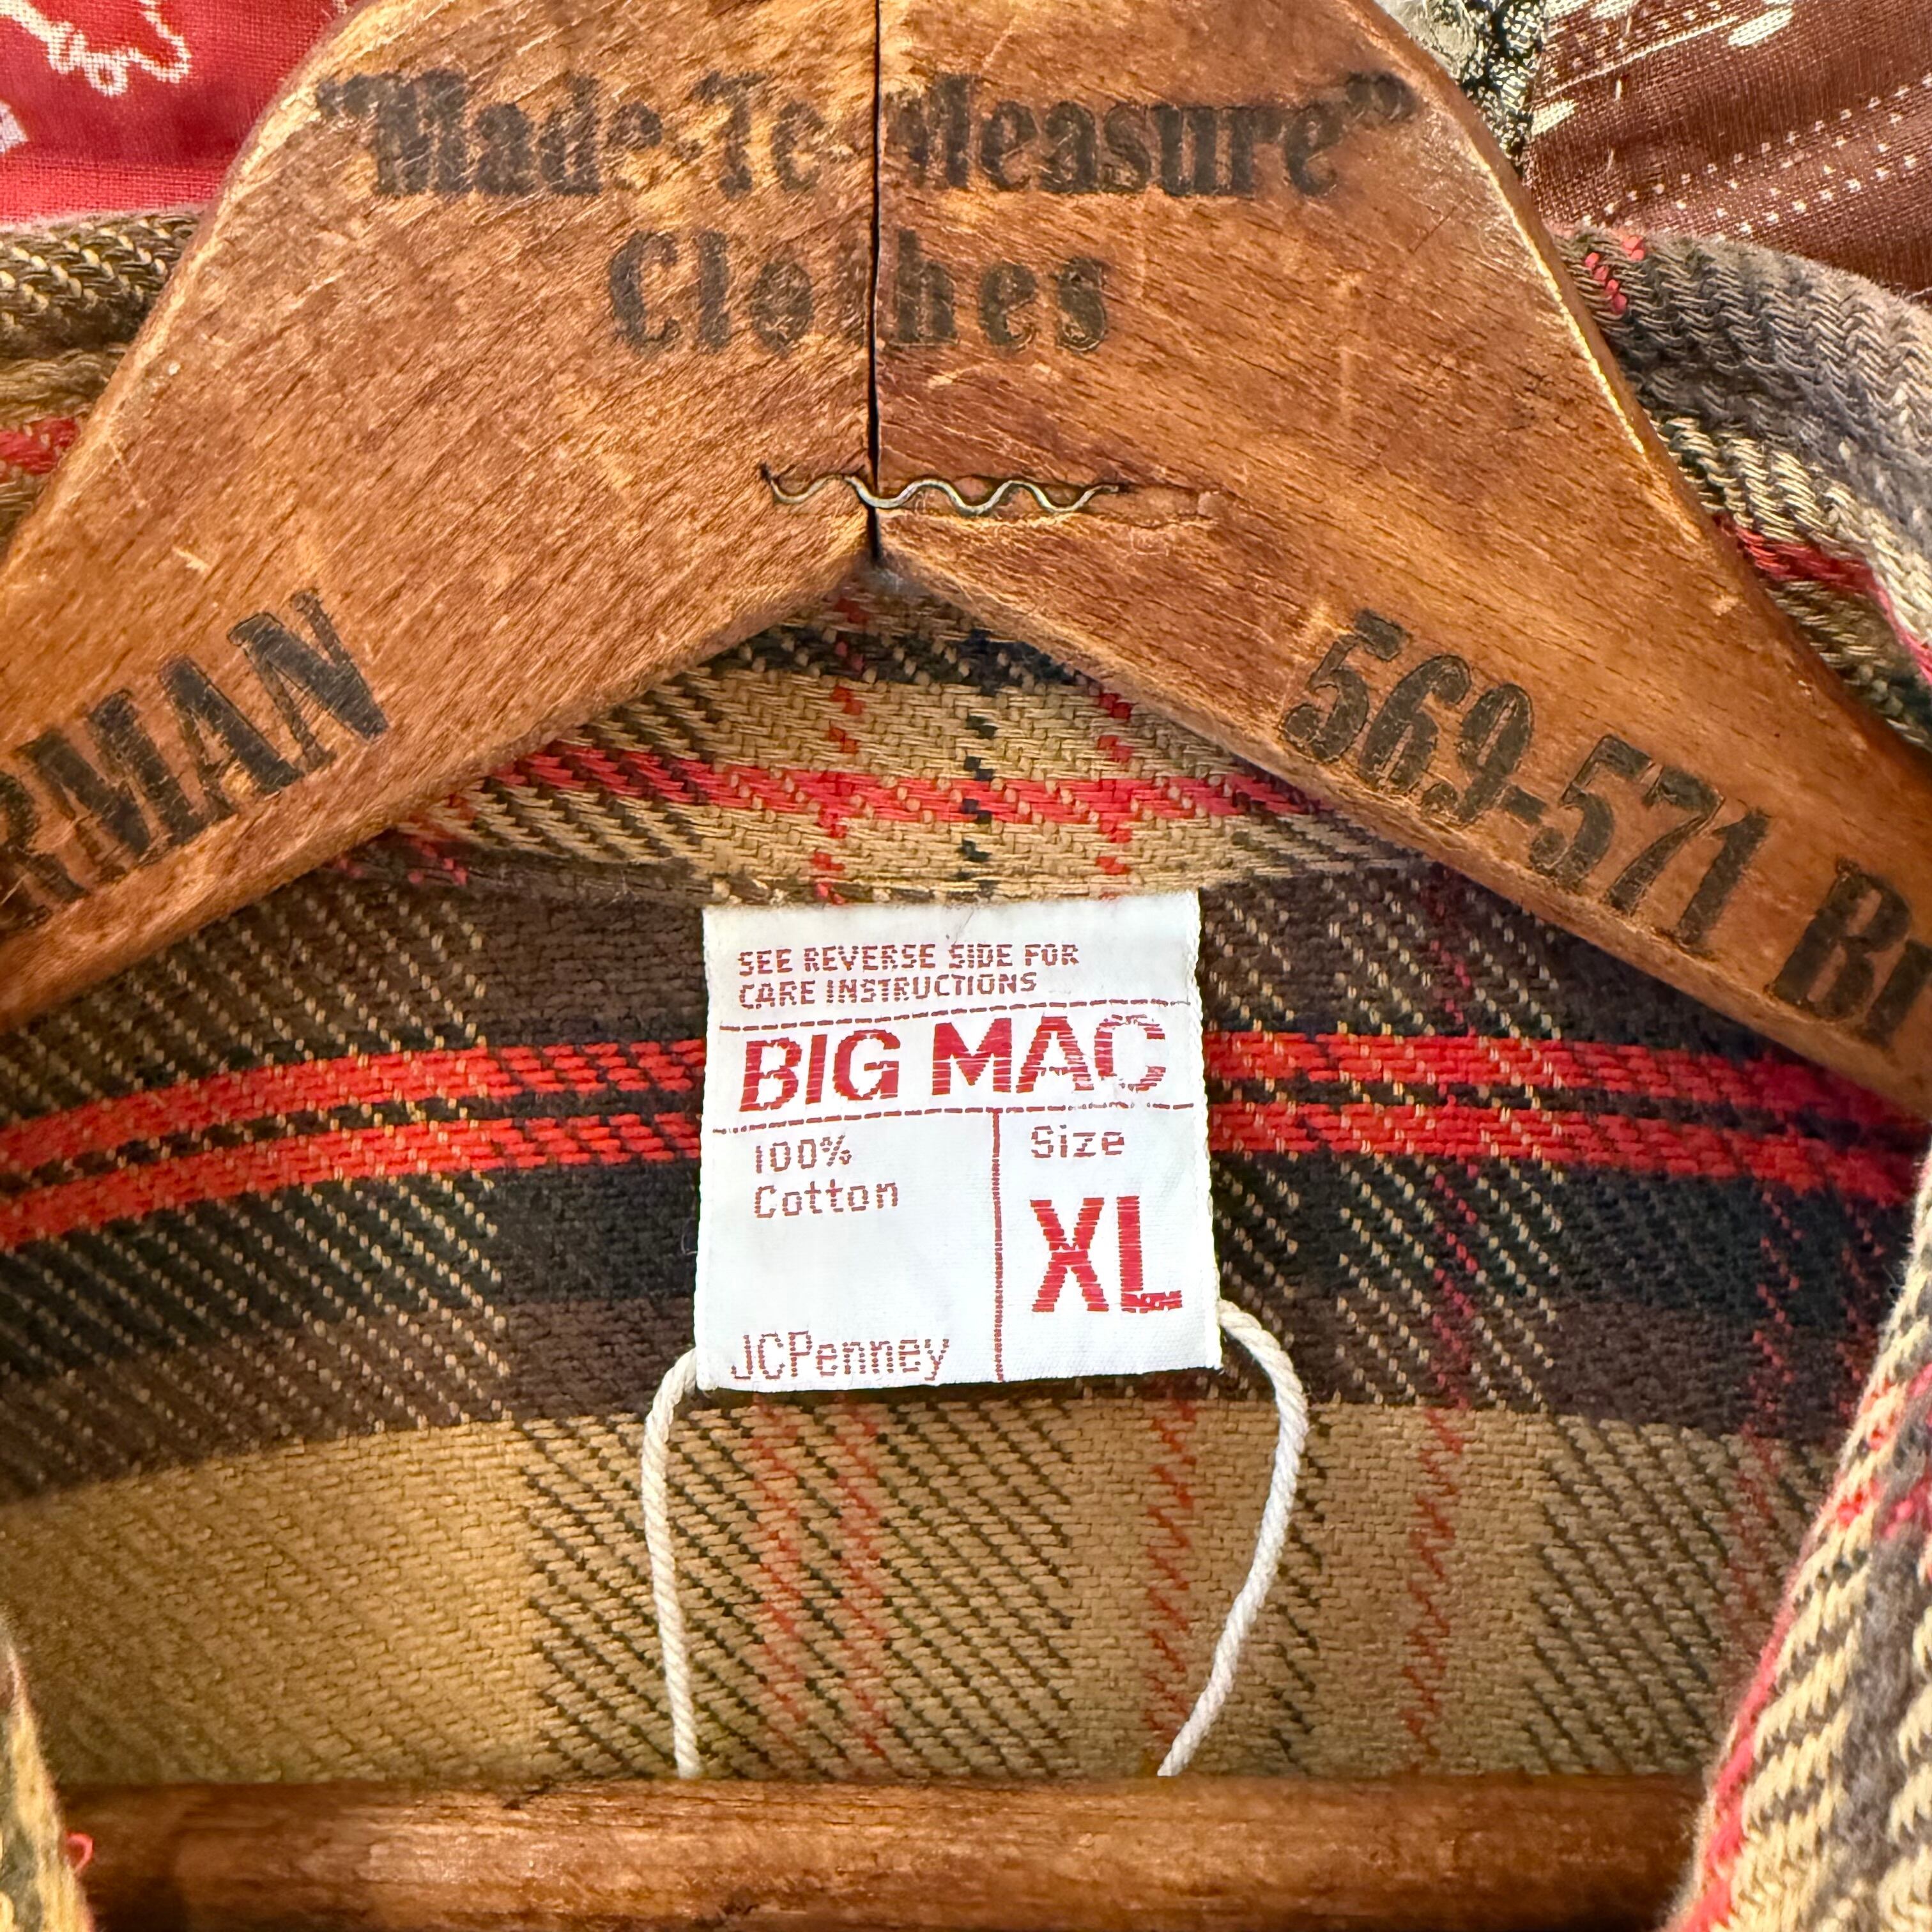 "Made To Measure"
Clothes
RMAN
569-571 
SEE REVERSE SIDE FOR
CARE INSTRUCTIONS
BIG MAC
100%
Cotton
Size
XL
JCPenney